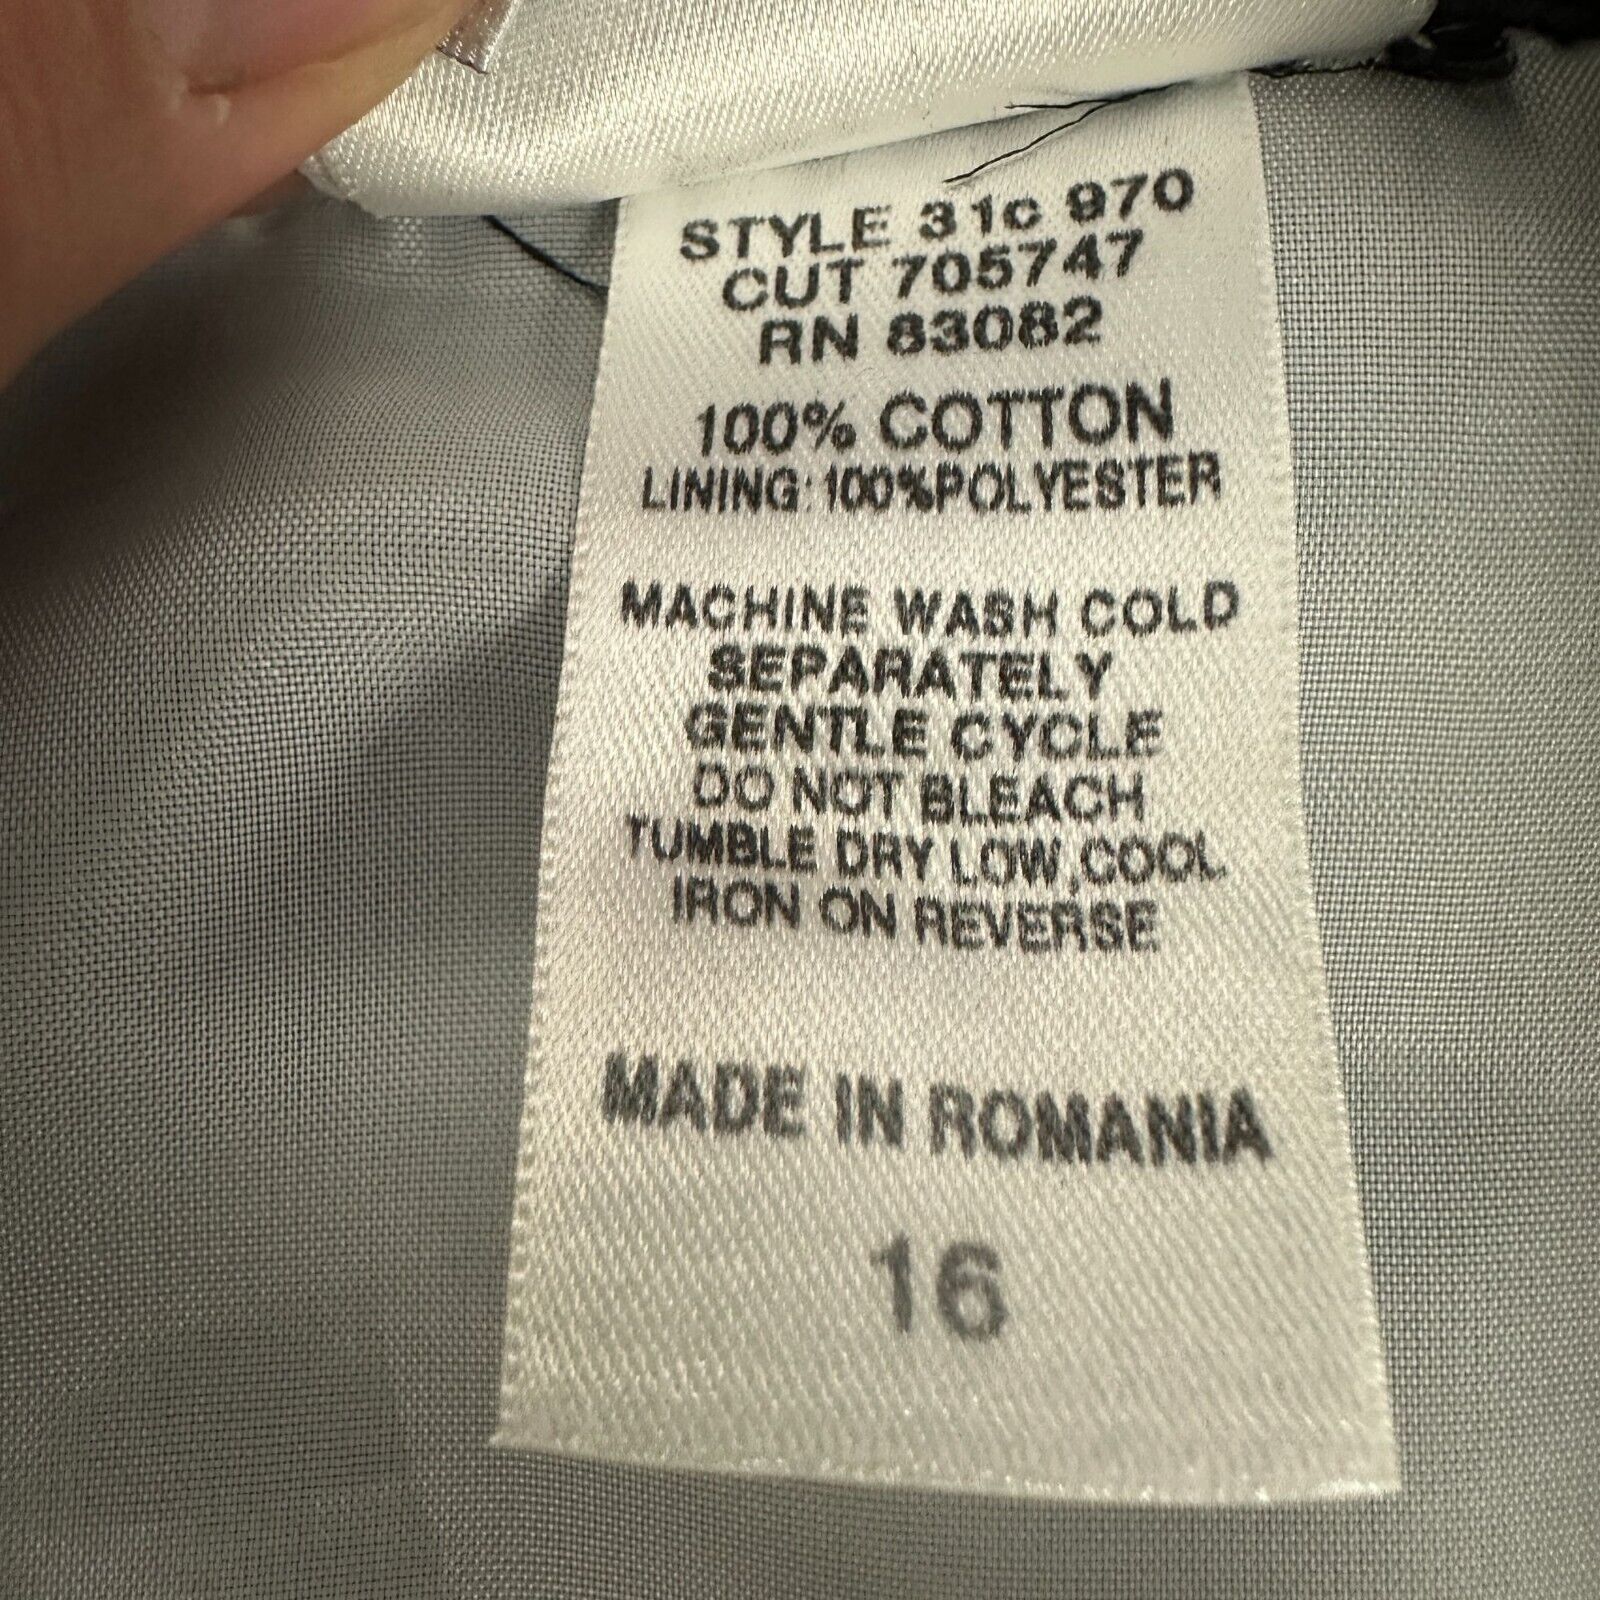 STYLE 31c 970
CUT 705747
RN 83082
100% COTTON
LINING: 100%POLYESTER
MACHINE WASH COLD
SEPARATELY
GENTLE CYCLE
DO NOT BLEACH
TUMBLE DRY LOW,COOL
IRON ON REVERSE
MADE IN ROMANIA
16